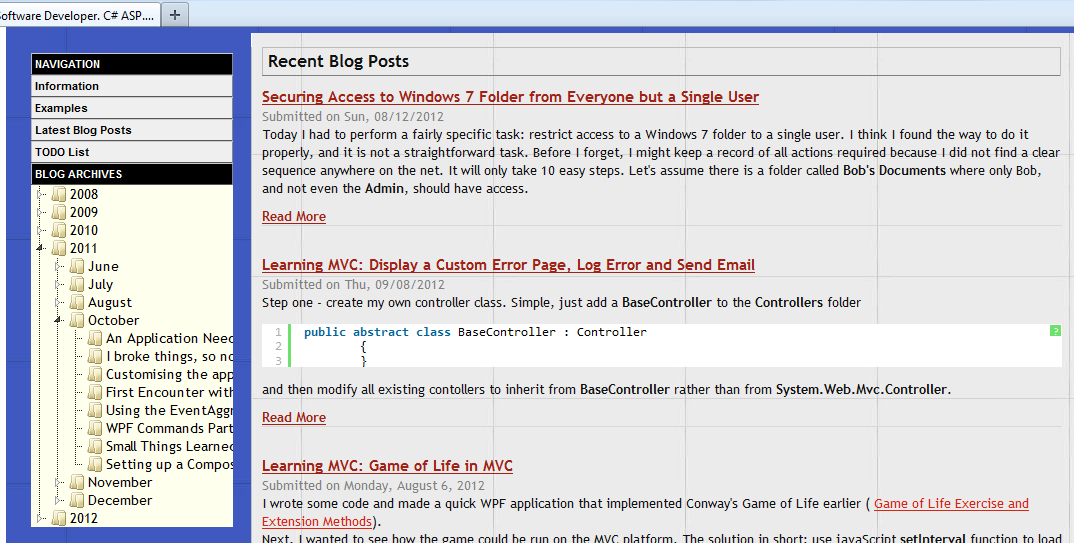 Software Developer. C# ASP....
+
NAVIGATION
Information
Examples
Latest Blog Posts
TODO List
BLOG ARCHIVES
2008
2009
2010
2011
June
July
August
October
An Application
I broke things, so
Customising the
First Encounter
Using the
WPF Commands
Small Things
Setting up a
November
December
2012
Recent Blog Posts
Securing Access to Windows 7 Folder from Everyone but a Single User
Submitted on Sun, 08/12/2012
Today I had to perform a fairly specific task: restrict access to a Windows 7 folder to a single user. I think I found the way to do it
properly, and it is not a straightforward task. Before I forget, I might keep a record of all actions required because I did not find a clear
sequence anywhere on the net. It will only take 10 easy steps. Let's assume there is a folder called Bob's Documents where only Bob,
and not even the Admin, should have access.
Read More
Learning MVC: Display a Custom Error Page, Log Error and Send Email
Submitted on Thu, 09/08/2012
Step one - create my own controller class. Simple, just add a BaseController to the Controllers folder
1 public abstract class BaseController : Controller
2 {
3 }
?
and then modify all existing contollers to inherit from BaseController rather than from System.Web.Mvc.Controller.
Read More
Learning MVC: Game of Life in MVC
Submitted on Monday, August 6, 2012
I wrote some code and made a quick WPF application that implemented Conway's Game of Life earlier ( Game of Life Exercise and
Extension Methods).
Next, I wanted to see how the game could be run on the MVC platform. The solution in short: use javaScript setInterval function to load